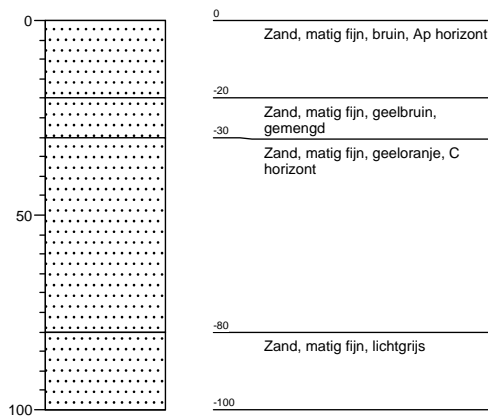 0
0
Zand, matig fijn, bruin, Ap horizont
-20
Zand, matig fijn, geelbruin,
gemengd
-30
Zand, matig fijn, geeloranje, C
horizont
50
-80
Zand, matig fijn, lichtgrijs
100
-100